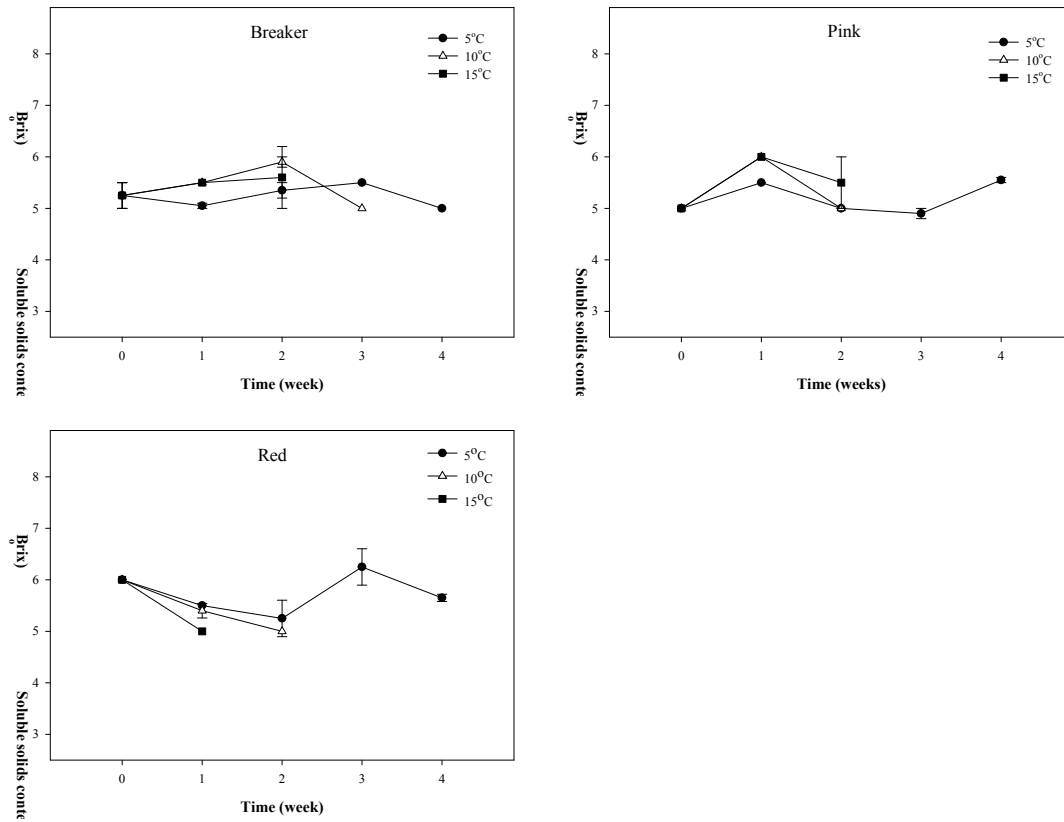 Breaker
5°C
10°C
15°C
8
7
6
5
4
3
0 1 2 3 4
Time (week)
Soluble solids conte
°Brix)
Pink
5°C
10°C
15°C
8
7
6
5
4
3
0 1 2 3 4
Time (weeks)
Soluble solids conte
°Brix)
Red
5°C
10°C
15°C
8
7
6
5
4
3
0 1 2 3 4
Time (week)
Soluble solids conte
°Brix)